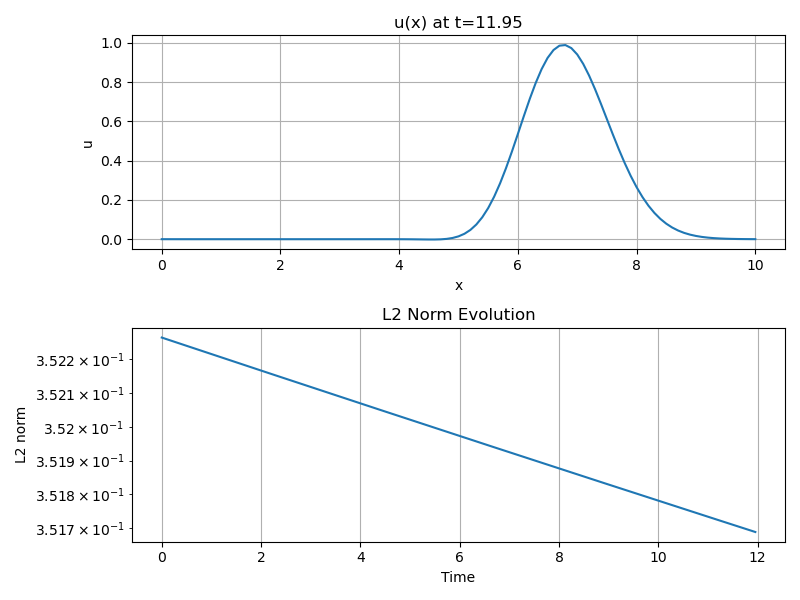 u(x) at t=11.95
u
1.0
0.8
0.6
0.4
0.2
0.0
0 2 4 6 8 10
x
L2 Norm Evolution
L2 norm
3.522 × 10⁻¹
3.521 × 10⁻¹
3.52 × 10⁻¹
3.519 × 10⁻¹
3.518 × 10⁻¹
3.517 × 10⁻¹
0 2 4 6 8 10 12
Time